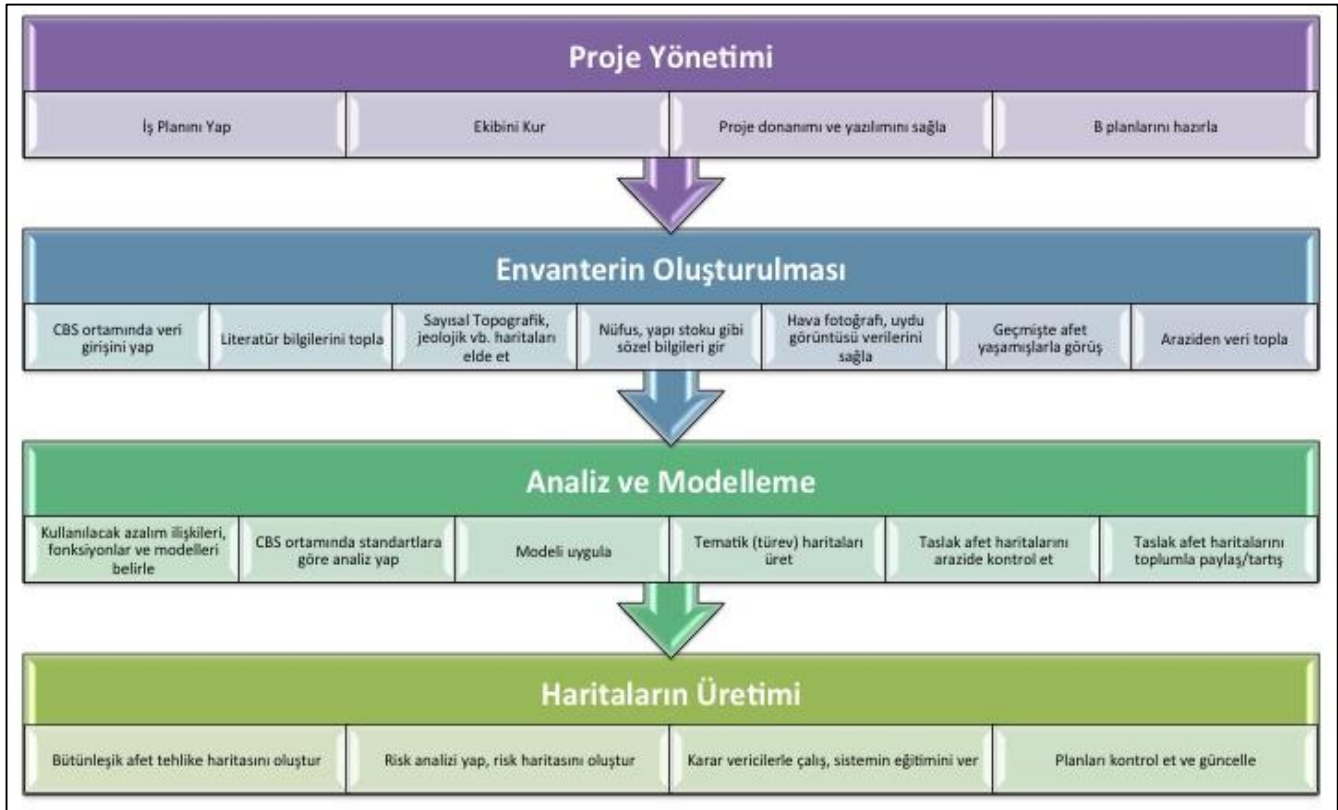 Proje Yönetimi
İş Planını Yap
Ekibini Kur
Proje donanımı ve yazılımını sağla
B planlarını hazırla
Envanterin Oluşturulması
CBS ortamında veri
girişini yap
Literatür bilgilerini topla
Sayısal Topografik,
jeolojik vb. haritaları
elde et
Nüfus, yapı stoku gibi
sözel bilgileri gir
Hava fotoğrafı, uydu
görüntüsü verilerini
sağla
Geçmişte afet
yaşamışlarla görüş
Araziden veri topla
Analiz ve Modelleme
Kullanılacak azalım ilişkileri,
fonksiyonlar ve modelleri
belirle
CBS ortamında standartlara
göre analiz yap
Modeli uygula
Tematik (türev) haritaları
üret
Taslak afet haritalarını
arazide kontrol et
Taslak afet haritalarını
toplumla paylaş/tartış
Haritaların Üretimi
Bütünleşik afet tehlike haritasını oluştur
Risk analizi yap, risk haritasını oluştur
Karar vericilerle çalış, sistemin eğitimini ver
Planları kontrol et ve güncelle